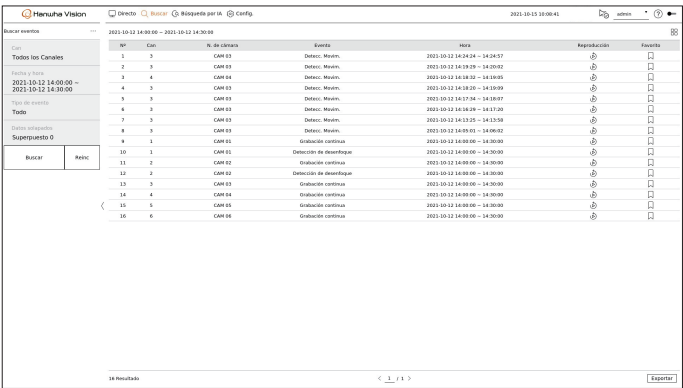 Hanwha Vision Directo Buscar Búsqueda por IA Config. 2021-10-15 10:08:41 admin
Buscar eventos ...
2021-10-12 14:00:00 ~ 2021-10-12 14:30:00
Can
Todos los Canales
Fecha y hora
2021-10-12 14:00:00 ~
2021-10-12 14:30:00
Tipo de evento
Todo
Datos solapados
Superpuesto 0
Buscar Reinc
Nº Can N. de cámara Evento Hora Reproducción Favorito
1 3 CAM 03 Detecc. Movim. 2021-10-12 14:24:24 ~ 14:24:57
2 3 CAM 03 Detecc. Movim. 2021-10-12 14:19:29 ~ 14:20:02
3 4 CAM 04 Detecc. Movim. 2021-10-12 14:18:32 ~ 14:19:05
4 3 CAM 03 Detecc. Movim. 2021-10-12 14:18:20 ~ 14:19:09
5 3 CAM 03 Detecc. Movim. 2021-10-12 14:17:34 ~ 14:18:07
6 3 CAM 03 Detecc. Movim. 2021-10-12 14:16:29 ~ 14:17:20
7 3 CAM 03 Detecc. Movim. 2021-10-12 14:13:25 ~ 14:13:58
8 3 CAM 03 Detecc. Movim. 2021-10-12 14:05:01 ~ 14:06:02
9 1 CAM 01 Grabación continua 2021-10-12 14:00:00 ~ 14:30:00
10 1 CAM 01 Detección de desenfoque 2021-10-12 14:00:00 ~ 14:30:00
11 2 CAM 02 Grabación continua 2021-10-12 14:00:00 ~ 14:30:00
12 2 CAM 02 Detección de desenfoque 2021-10-12 14:00:00 ~ 14:30:00
13 3 CAM 03 Grabación continua 2021-10-12 14:00:00 ~ 14:30:00
14 4 CAM 04 Grabación continua 2021-10-12 14:00:00 ~ 14:30:00
15 5 CAM 05 Grabación continua 2021-10-12 14:00:00 ~ 14:30:00
16 6 CAM 06 Grabación continua 2021-10-12 14:00:00 ~ 14:30:00
16 Resultado < 1 / 1 > Exportar